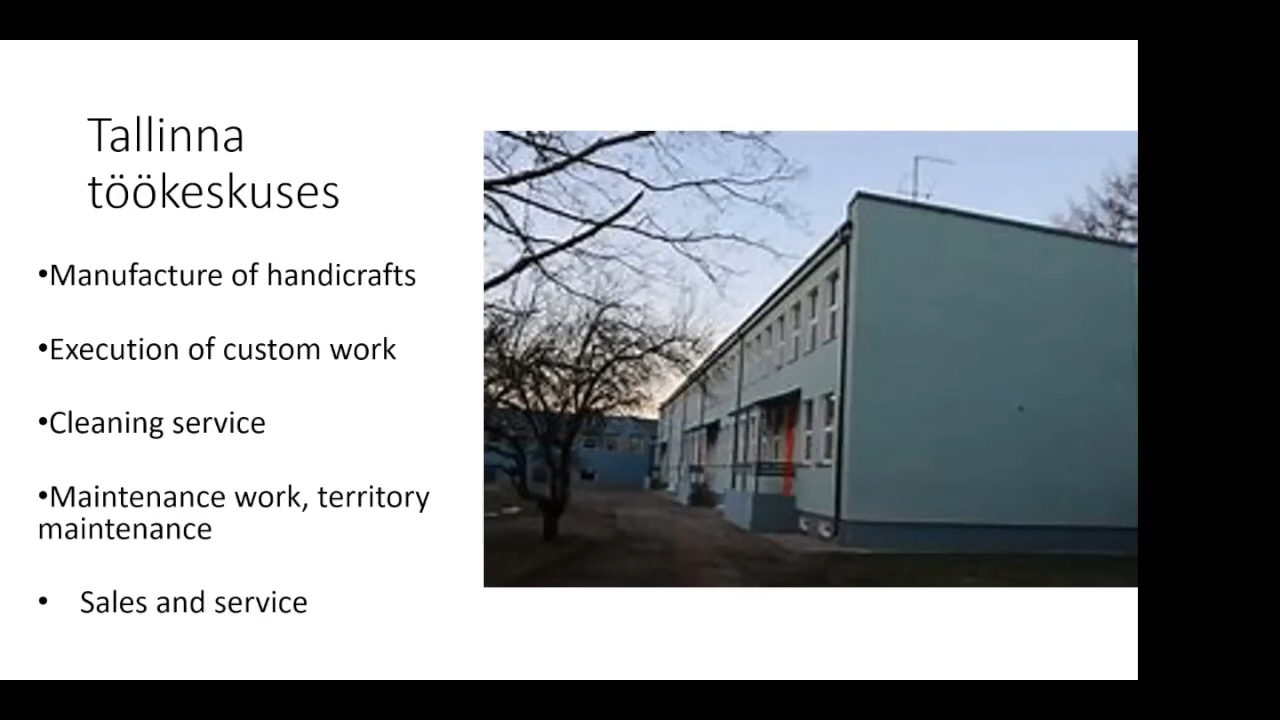 Tallinna
töökeskuses
•Manufacture of handicrafts
•Execution of custom work
•Cleaning service
•Maintenance work, territory
maintenance
• Sales and service